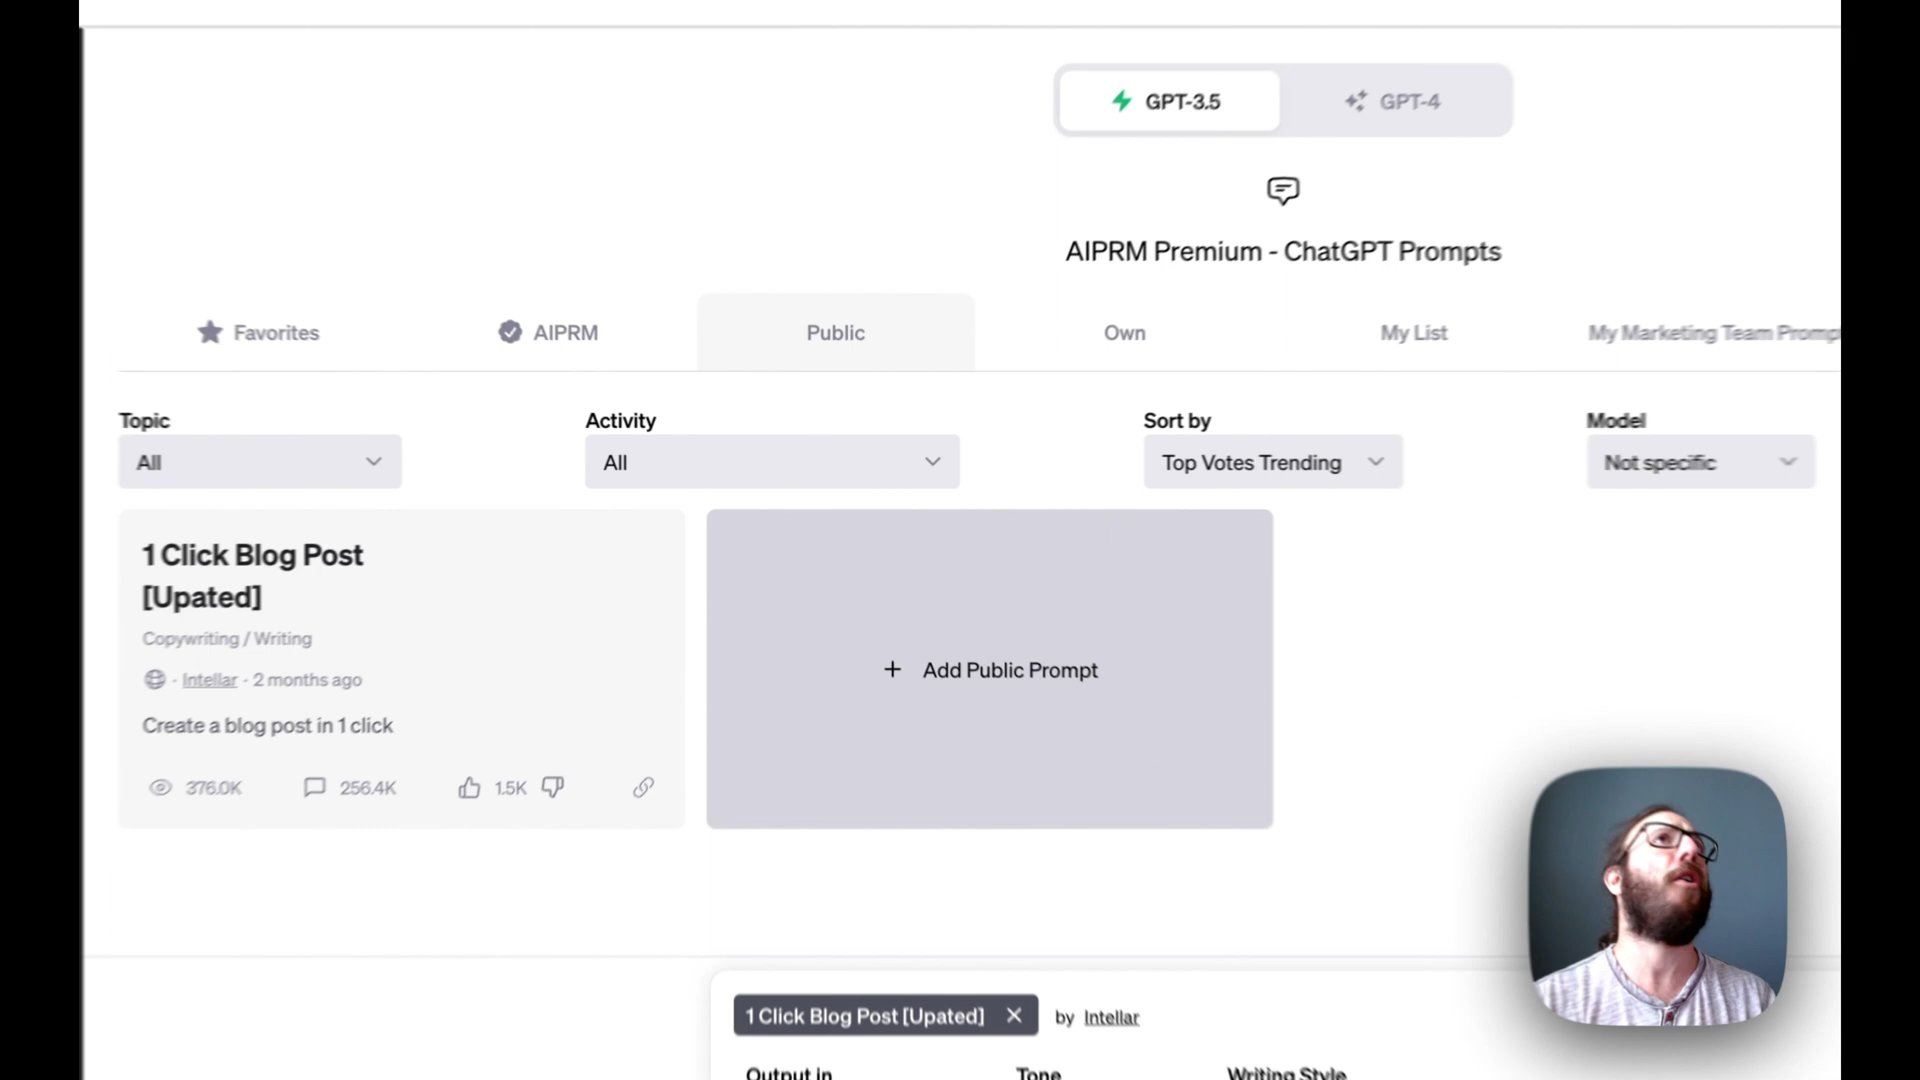 GPT-3.5
GPT-4
AIPRM Premium - ChatGPT Prompts
Favorites
AIPRM
Public
Own
My List
My Marketing Team Promp
Topic
Activity
Sort by
Model
All
All
Top Votes Trending
Not specific
1 Click Blog Post
[Upated]
Copywriting / Writing
- Intellar - 2 months ago
Create a blog post in 1 click
376.0K
256.4K
1.5K
+ Add Public Prompt
1 Click Blog Post [Upated]
by Intellar
Output in
Tone
Writing Style